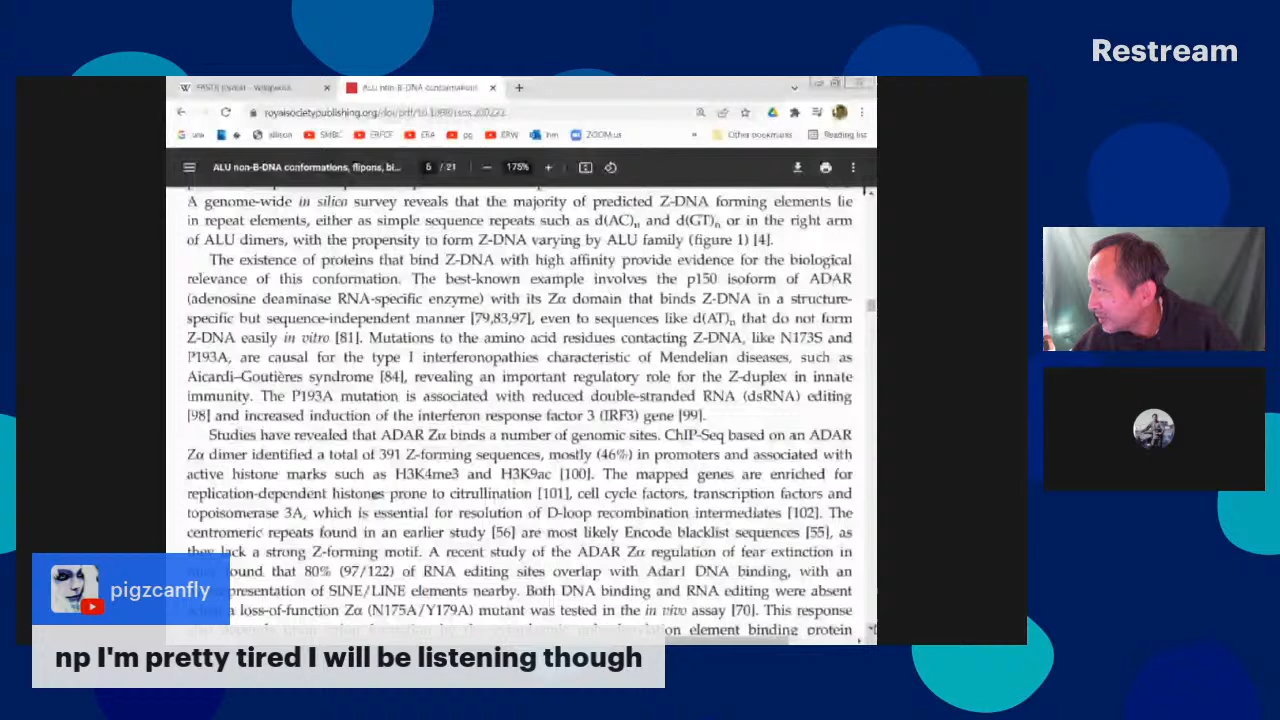 Restream
ALU non-B-DNA conformations
ZOOM.us
Other bookmarks
Reading list
ALU non-B-DNA conformations, flipons, bi...
6 / 21
175%
A genome-wide in silico survey reveals that the majority of predicted Z-DNA forming elements lie
in repeat elements, either as simple sequence repeats such as d(AC)n and d(GT)n or in the right arm
of ALU dimers, with the propensity to form Z-DNA varying by ALU family (figure 1) [4].
The existence of proteins that bind Z-DNA with high affinity provide evidence for the biological
relevance of this conformation. The best-known example involves the p150 isoform of ADAR
(adenosine deaminase RNA-specific enzyme) with its Zα domain that binds Z-DNA in a structure-
specific but sequence-independent manner [79,83,97], even to sequences like d(AT)n that do not form
Z-DNA easily in vitro [81]. Mutations to the amino acid residues contacting Z-DNA, like N173S and
P193A, are causal for the type I interferonopathies characteristic of Mendelian diseases, such as
Aicardi–Goutières syndrome [84], revealing an important regulatory role for the Z-duplex in innate
immunity. The P193A mutation is associated with reduced double-stranded RNA (dsRNA) editing
[98] and increased induction of the interferon response factor 3 (IRF3) gene [99].
Studies have revealed that ADAR Zα binds a number of genomic sites. ChIP-Seq based on an ADAR
Zα dimer identified a total of 391 Z-forming sequences, mostly (46%) in promoters and associated with
active histone marks such as H3K4me3 and H3K9ac [100]. The mapped genes are enriched for
replication-dependent histones prone to citrullination [101], cell cycle factors, transcription factors and
topoisomerase 3A, which is essential for resolution of D-loop recombination intermediates [102]. The
centromeric repeats found in an earlier study [56] are most likely Encode blacklist sequences [55], as
they lack a strong Z-forming motif. A recent study of the ADAR Zα regulation of fear extinction in
found that 80% (97/122) of RNA editing sites overlap with Adar1 DNA binding, with an
presentation of SINE/LINE elements nearby. Both DNA binding and RNA editing were absent
a loss-of-function Zα (N175A/Y179A) mutant was tested in the in vivo assay [70]. This response
element binding protein
pigzcanfly
np I'm pretty tired I will be listening though